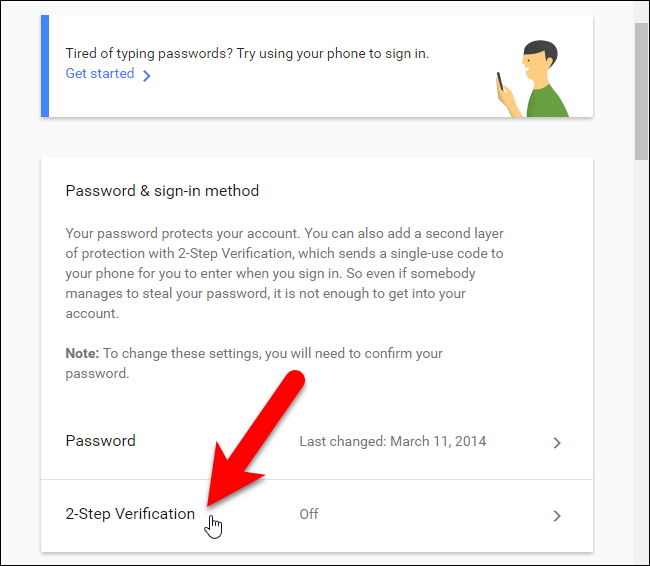 Tired of typing passwords? Try using your phone to sign in.
Get started
Password & sign-in method
Your password protects your account. You can also add a second layer
of protection with 2-Step Verification, which sends a single-use code to
your phone for you to enter when you sign in. So even if somebody
manages to steal your password, it is not enough to get into your
account.
Note: To change these settings, you will need to confirm your
password.
Password Last changed: March 11, 2014
2-Step Verification Off